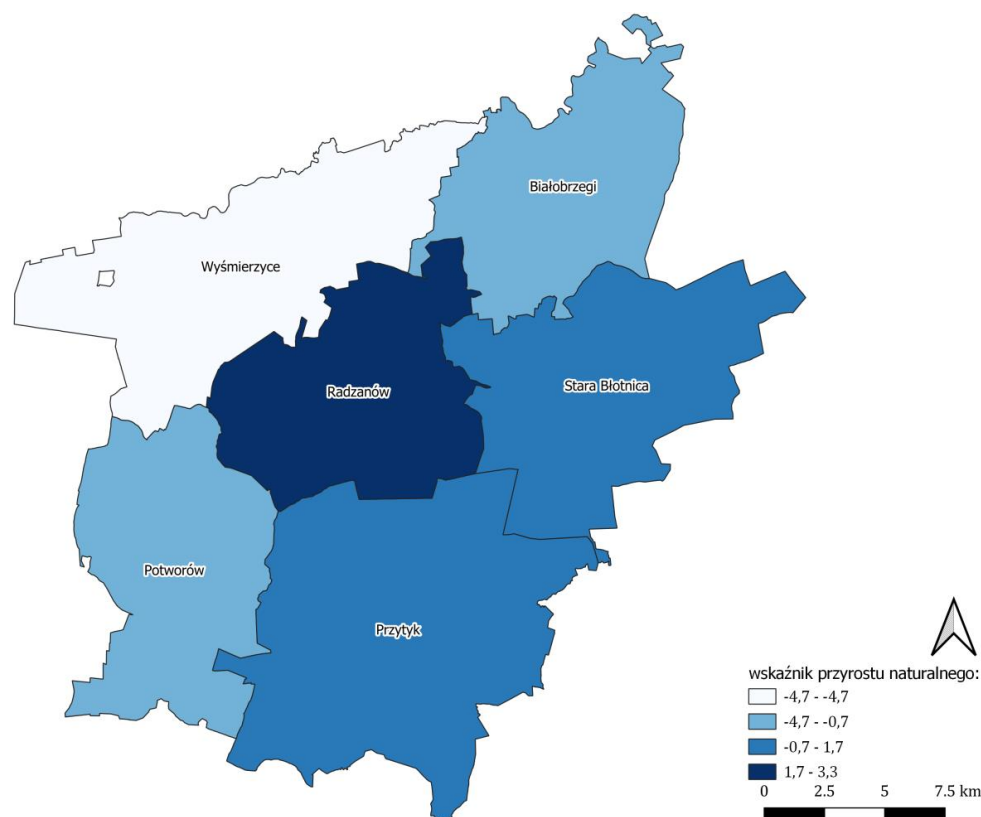 Białobrzegi
Wyśmierzyce
Radzanów
Stara Błotnica
Potworów
Przytyk
wskaźnik przyrostu naturalnego:
-4,7 - -4,7
-4,7 - -0,7
-0,7 - 1,7
1,7 - 3,3
0 2.5 5 7.5 km